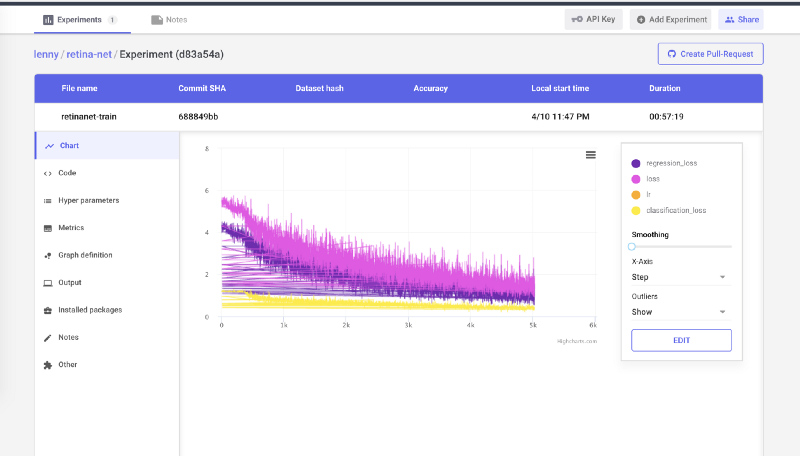 Experiments 1 Notes API Key Add Experiment Share
lenny / retina-net / Experiment (d83a54a) Create Pull-Request
File name Commit SHA Dataset hash Accuracy Local start time Duration
retinanet-train 688849bb 4/10 11:47 PM 00:57:19
Chart
Code
Hyper parameters
Metrics
Graph definition
Output
Installed packages
Notes
Other
8
6
4
2
0
0 1k 2k 3k 4k 5k 6k
Highcharts.com
regression_loss
loss
lr
classification_loss
Smoothing
X-Axis
Step
Outliers
Show
EDIT